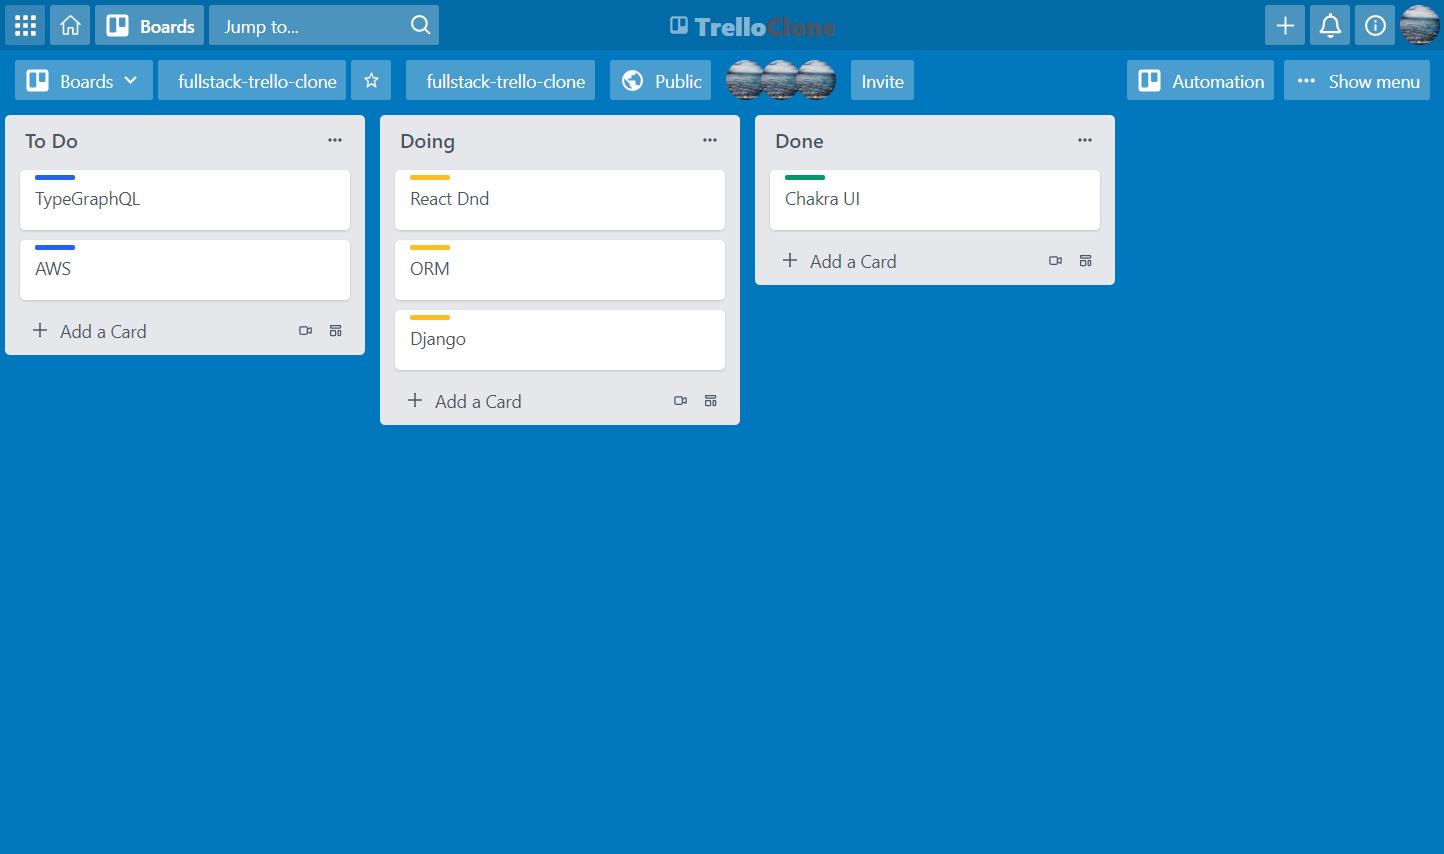 Boards
Jump to...
TrelloClone
Boards
fullstack-trello-clone
fullstack-trello-clone
Public
Invite
Automation
Show menu
To Do
TypeGraphQL
AWS
Add a Card
Doing
React Dnd
ORM
Django
Add a Card
Done
Chakra UI
Add a Card